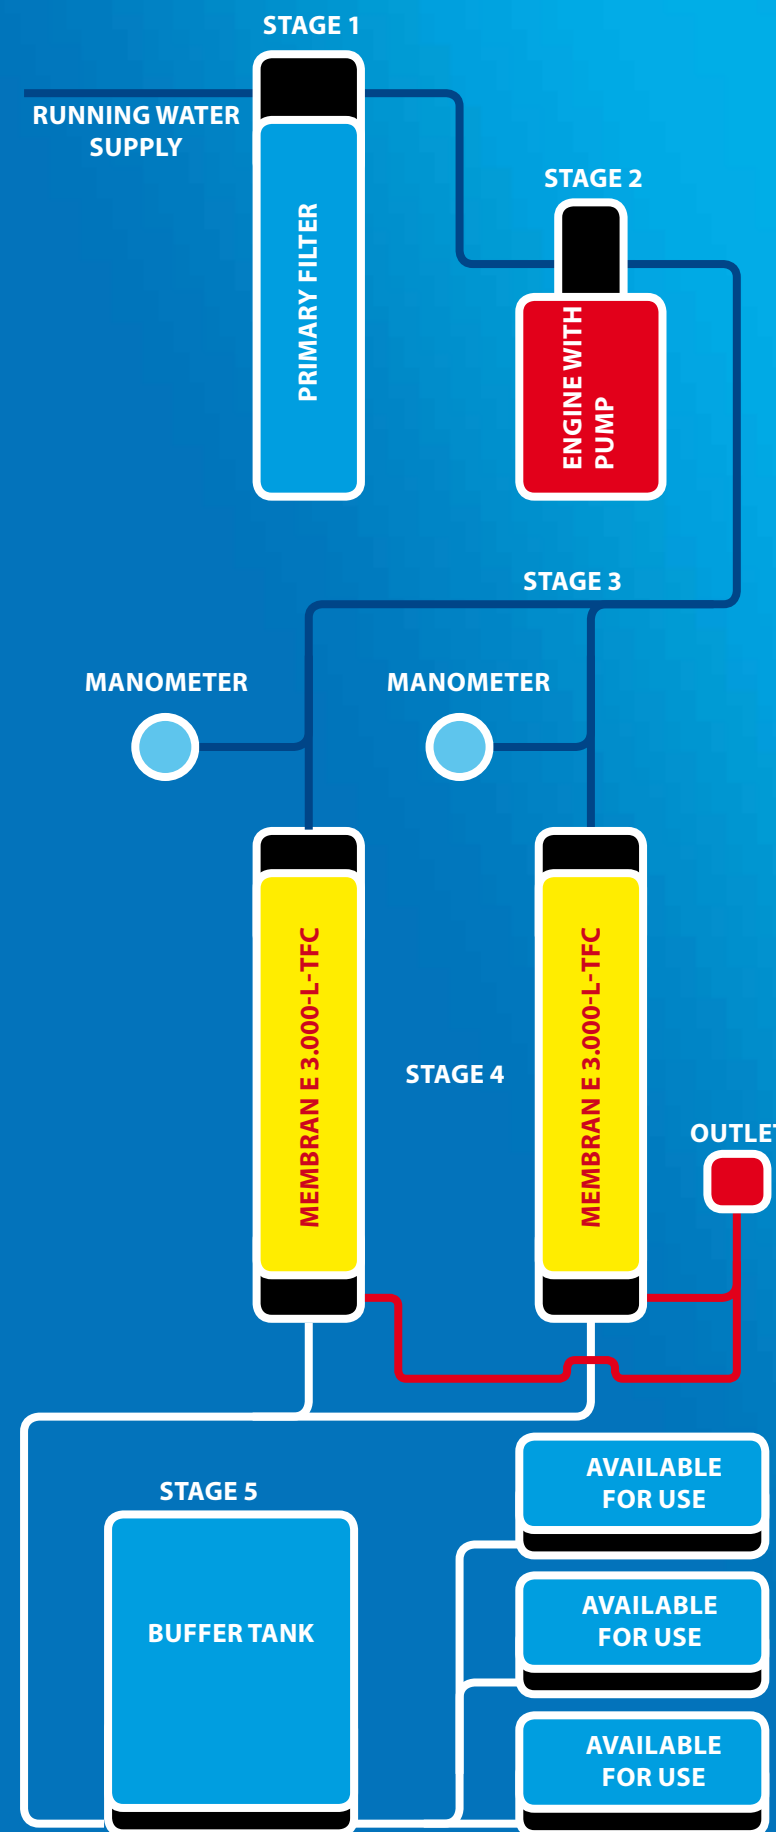 STAGE 1
RUNNING WATER
SUPPLY
PRIMARY FILTER
STAGE 2
ENGINE WITH
PUMP
STAGE 3
MANOMETER
MANOMETER
MEMBRAN E 3.000-L-TFC
STAGE 4
MEMBRAN E 3.000-L-TFC
OUTLET
STAGE 5
BUFFER TANK
AVAILABLE
FOR USE
AVAILABLE
FOR USE
AVAILABLE
FOR USE